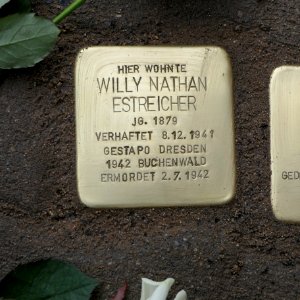 HIER WOHNTE
WILLY NATHAN
ESTREICHER
JG. 1879
VERHAFTET 8.12.1941
GESTAPO DRESDEN
1942 BUCHENWALD
ERMORDET 2.7.1942
GED